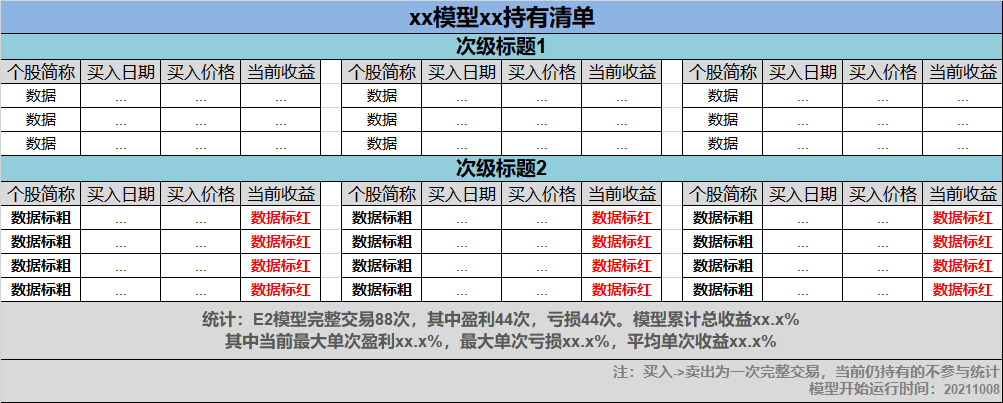 xx模型xx持有清单
次级标题1
个股简称 买入日期 买入价格 当前收益 个股简称 买入日期 买入价格 当前收益 个股简称 买入日期 买入价格 当前收益
数据 ... ... ... 数据 ... ... ... 数据 ... ... ...
数据 ... ... ... 数据 ... ... ... 数据 ... ... ...
数据 ... ... ... 数据 ... ... ... 数据 ... ... ...
次级标题2
个股简称 买入日期 买入价格 当前收益 个股简称 买入日期 买入价格 当前收益 个股简称 买入日期 买入价格 当前收益
数据标粗 ... ... 数据标红 数据标粗 ... ... 数据标红 数据标粗 ... ... 数据标红
数据标粗 ... ... 数据标红 数据标粗 ... ... 数据标红 数据标粗 ... ... 数据标红
数据标粗 ... ... 数据标红 数据标粗 ... ... 数据标红 数据标粗 ... ... 数据标红
数据标粗 ... ... 数据标红 数据标粗 ... ... 数据标红 数据标粗 ... ... 数据标红
统计：E2模型完整交易88次，其中盈利44次，亏损44次。模型累计总收益xx.x%
其中当前最大单次盈利xx.x%，最大单次亏损xx.x%，平均单次收益xx.x%
注：买入->卖出为一次完整交易，当前仍持有的不参与统计
模型开始运行时间：20211008